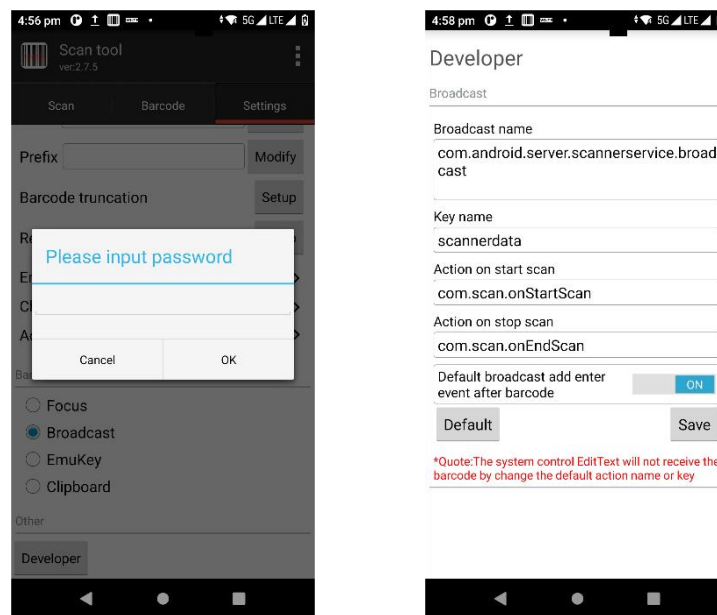 4:56 pm 5G LTE
Scan tool
ver:2.7.5
Scan Barcode Settings
Prefix Modify
Barcode truncation Setup
Please input password
Cancel OK
Focus
Broadcast
EmuKey
Clipboard
Other
Developer
4:58 pm 5G LTE
Developer
Broadcast
Broadcast name
com.android.server.scannerservice.broad
cast
Key name
scannerdata
Action on start scan
com.scan.onStartScan
Action on stop scan
com.scan.onEndScan
Default broadcast add enter
event after barcode
ON
Default Save
*Quote:The system control EditText will not receive the
barcode by change the default action name or key